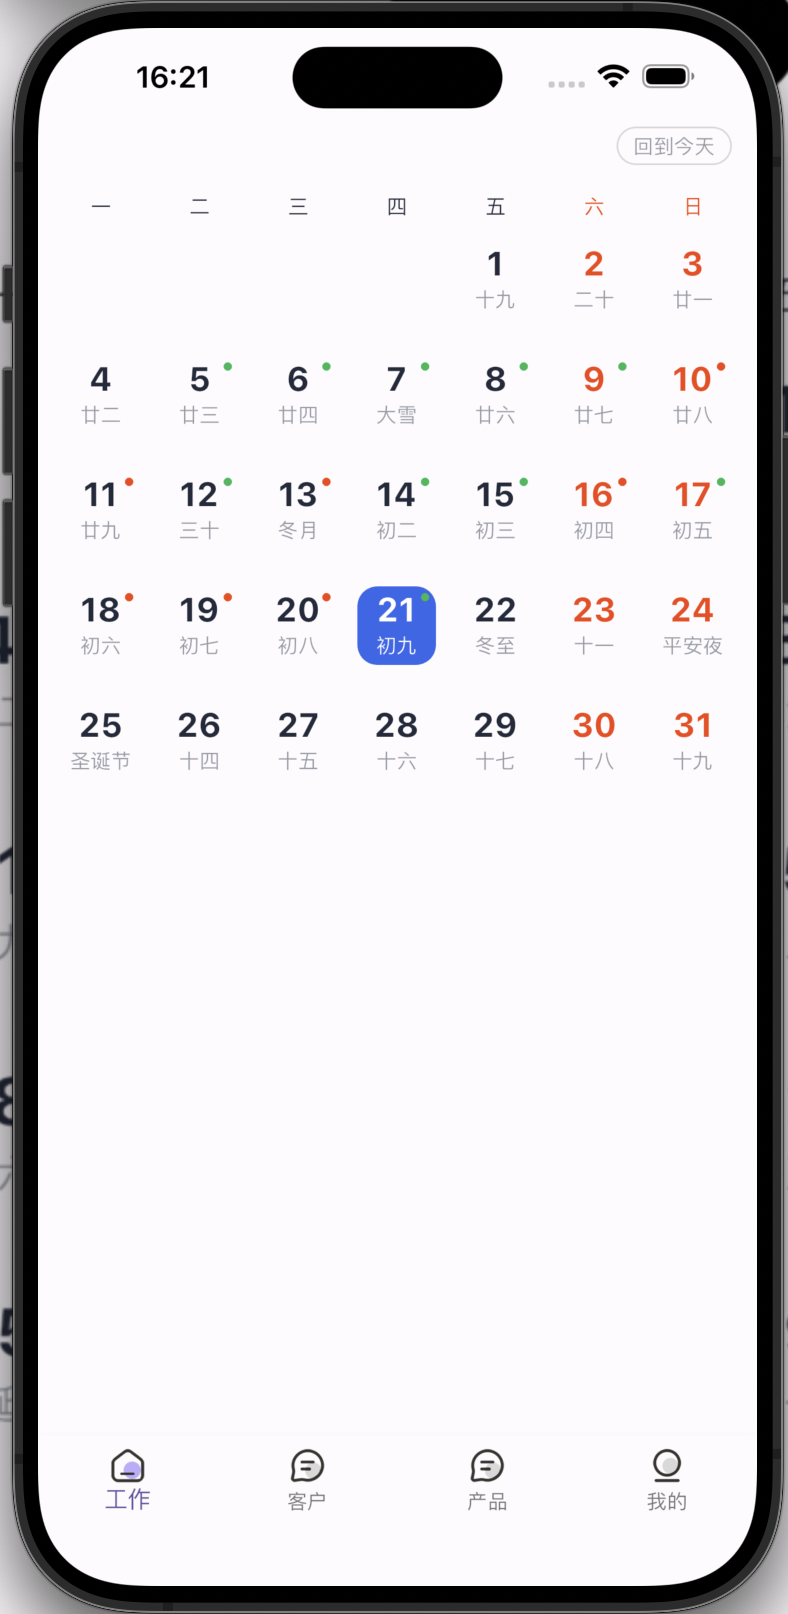 16:21
回到今天
一 二 三 四 五 六 日
1 2 3
十九 二十 廿一
4 5 6 7 8 9 10
廿二 廿三 廿四 大雪 廿六 廿七 廿八
11 12 13 14 15 16 17
廿九 三十 冬月 初二 初三 初四 初五
18 19 20 21 22 23 24
初六 初七 初八 初九 冬至 十一 平安夜
25 26 27 28 29 30 31
圣诞节 十四 十五 十六 十七 十八 十九
工作 客户 产品 我的